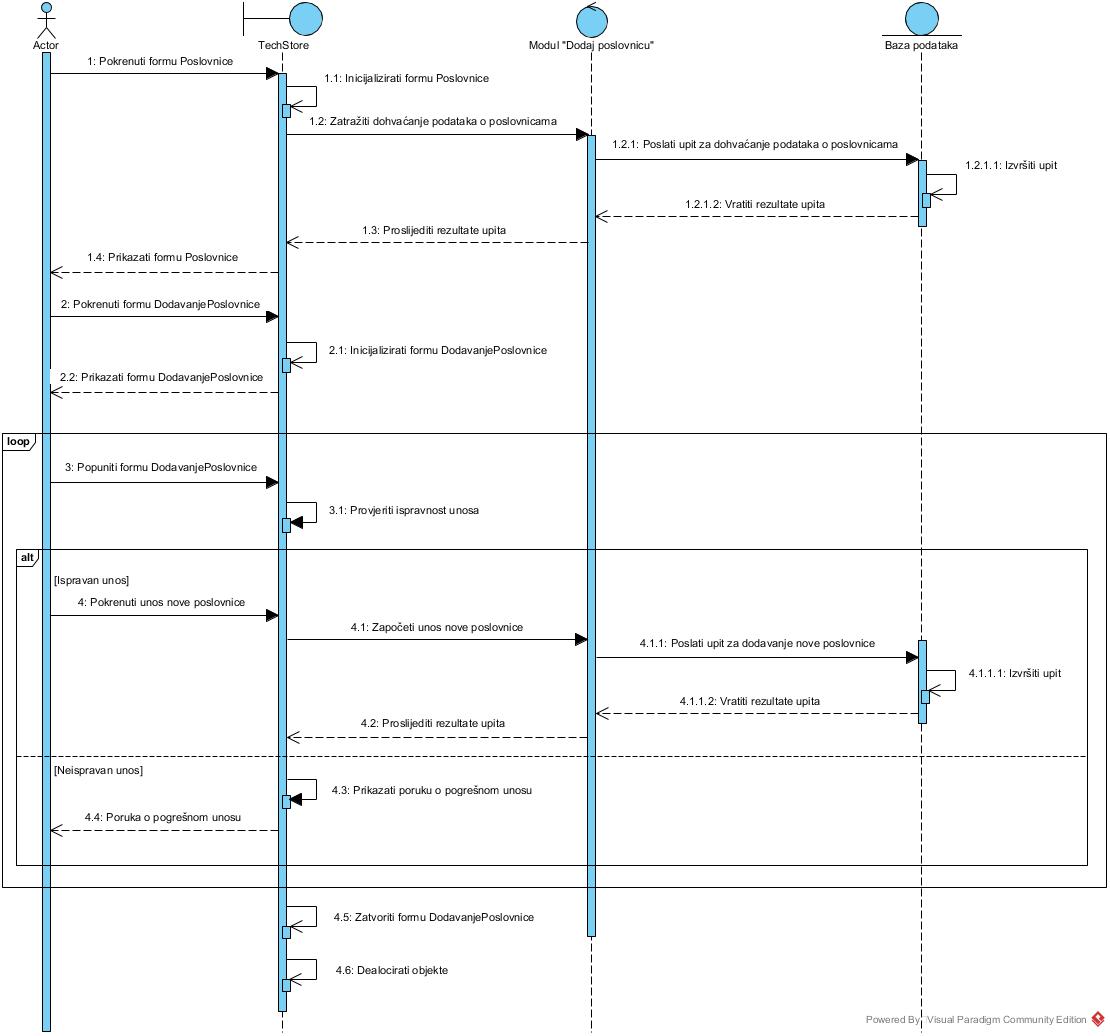 Actor
TechStore
Modul "Dodaj poslovnicu"
Baza podataka
1: Pokrenuti formu Poslovnice
1.1: Inicijalizirati formu Poslovnice
1.2: Zatražiti dohvaćanje podataka o poslovnicama
1.2.1: Poslati upit za dohvaćanje podataka o poslovnicama
1.2.1.1: Izvršiti upit
1.2.1.2: Vratiti rezultate upita
1.3: Proslijediti rezultate upita
1.4: Prikazati formu Poslovnice
2: Pokrenuti formu DodavanjePoslovnice
2.1: Inicijalizirati formu DodavanjePoslovnice
2.2: Prikazati formu DodavanjePoslovnice
loop
3: Popuniti formu DodavanjePoslovnice
3.1: Provjeriti ispravnost unosa
alt
[Ispravan unos]
4: Pokrenuti unos nove poslovnice
4.1: Započeti unos nove poslovnice
4.1.1: Poslati upit za dodavanje nove poslovnice
4.1.1.1: Izvršiti upit
4.1.1.2: Vratiti rezultate upita
4.2: Proslijediti rezultate upita
[Neispravan unos]
4.3: Prikazati poruku o pogrešnom unosu
4.4: Poruka o pogrešnom unosu
4.5: Zatvoriti formu DodavanjePoslovnice
4.6: Dealocirati objekte
Powered By Visual Paradigm Community Edition